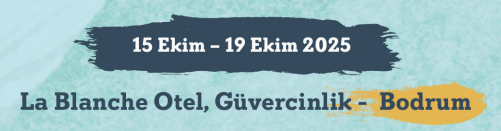 15 Ekim – 19 Ekim 2025
La Blanche Otel, Güvercinlik - Bodrum